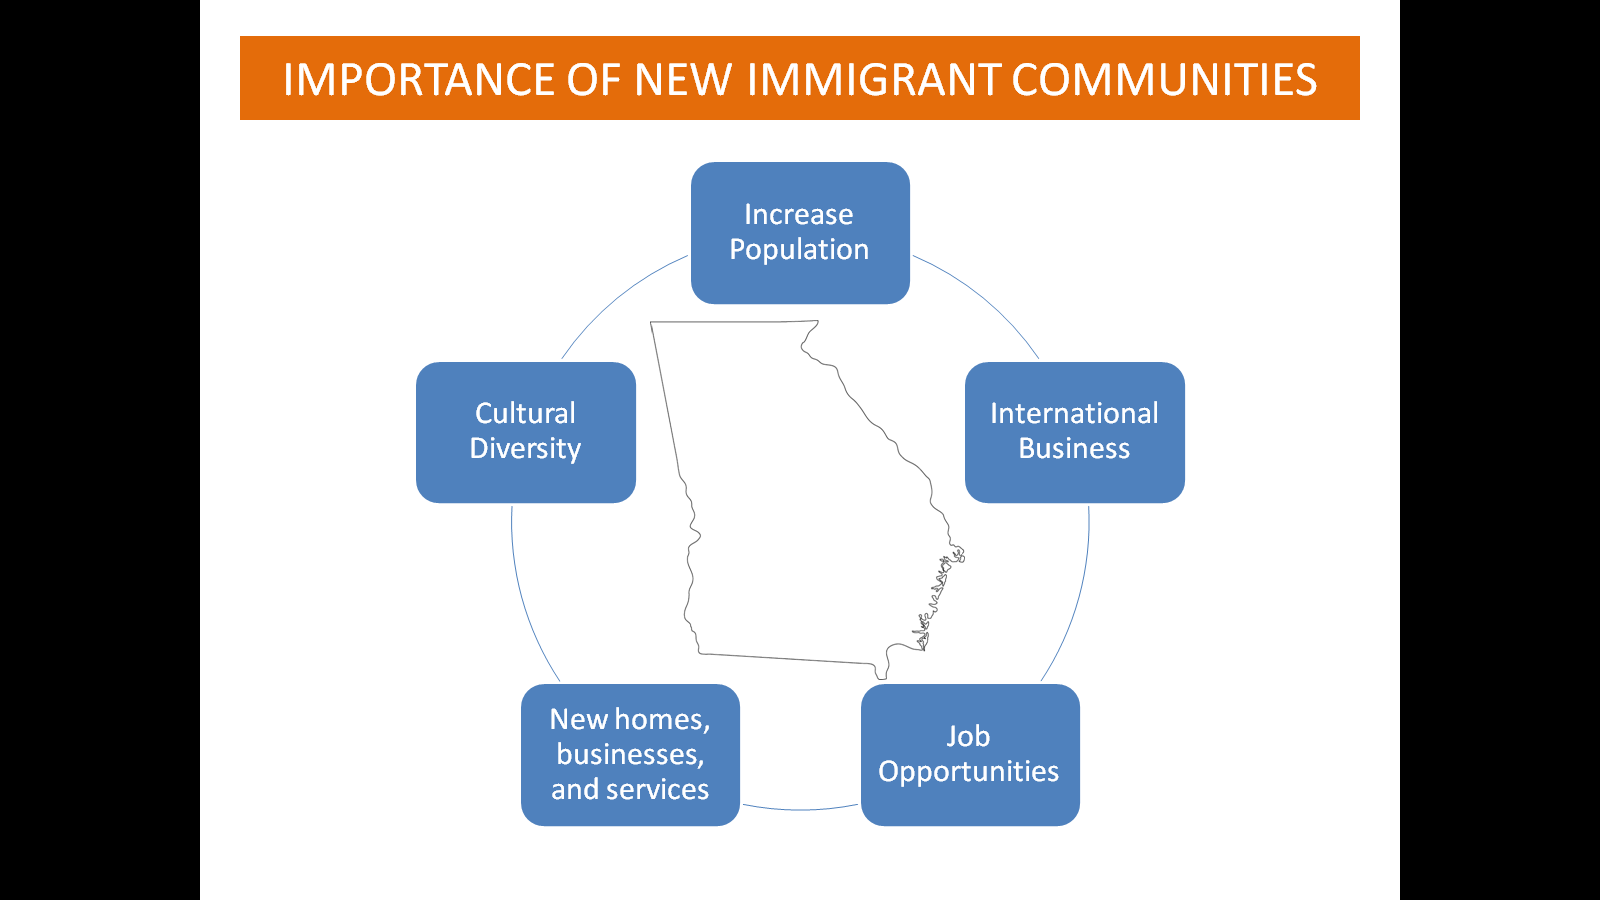 IMPORTANCE OF NEW IMMIGRANT COMMUNITIES
Increase
Population
Cultural
Diversity
International
Business
New homes,
businesses,
and services
Job
Opportunities